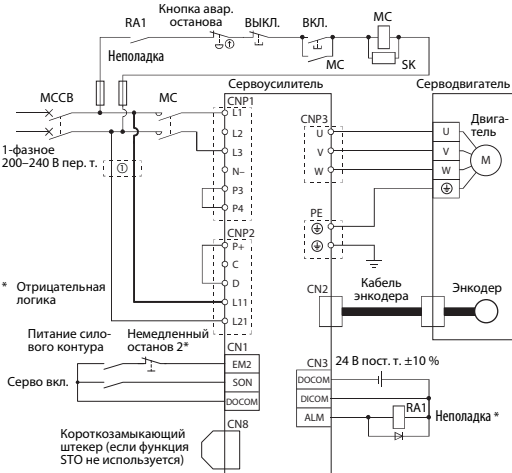 Кнопка авар.
останова
ВЫКЛ.
ВКЛ.
MC
RA1
Неполадка
MC
SK
Сервоусилитель
Серводвигатель
MCCB
MC
CNP1
L1
L2
L3
N–
P3
P4
1-фазное
200–240 В пер. т.
①
CNP3
U
V
W
U
V
W
Двига-
тель
M
PE
CNP2
P+
C
D
L11
L21
* Отрицательная
логика
CN2
Кабель
энкодера
Энкодер
Питание сило-
вого контура
Немедленный
останов 2*
Серво вкл.
CN1
EM2
SON
DOCOM
CN3
24 В пост. т. ±10 %
DOCOM
DICOM
ALM
RA1
Неполадка *
CN8
Короткозамыкающий
штекер (если функция
STO не используется)